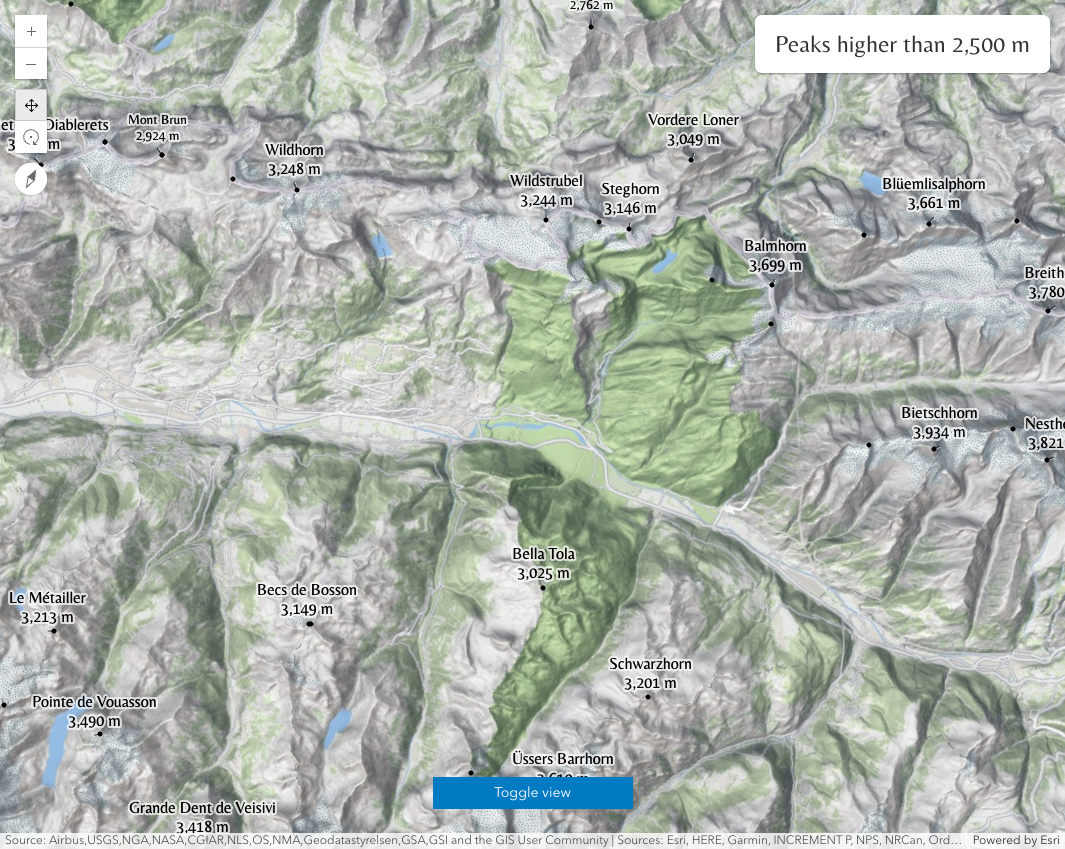 2,762 m
+
Peaks higher than 2,500 m
–
Diablerets
Mont Brun
2,924 m
Vordere Loner
3,049 m
Wildhorn
3,248 m
Wildstrubel
3,244 m
Steghorn
3,146 m
Blüemlisalphorn
3,661 m
Balmhorn
3,699 m
Breith
3,780
Bietschhorn
3,934 m
Nesth
3,821
Bella Tola
3,025 m
Becs de Bosson
3,149 m
Le Métailler
3,213 m
Schwarzhorn
3,201 m
Pointe de Vouasson
3,490 m
Üssers Barrhorn
Toggle view
Grande Dent de Veisivi
3,418 m
Source: Airbus,USGS,NGA,NASA,CGIAR,NLS,OS,NMA,Geodatastyrelsen,GSA,GSI and the GIS User Community | Sources: Esri, HERE, Garmin, INCREMENT P, NPS, NRCan, Ord… Powered by Esri